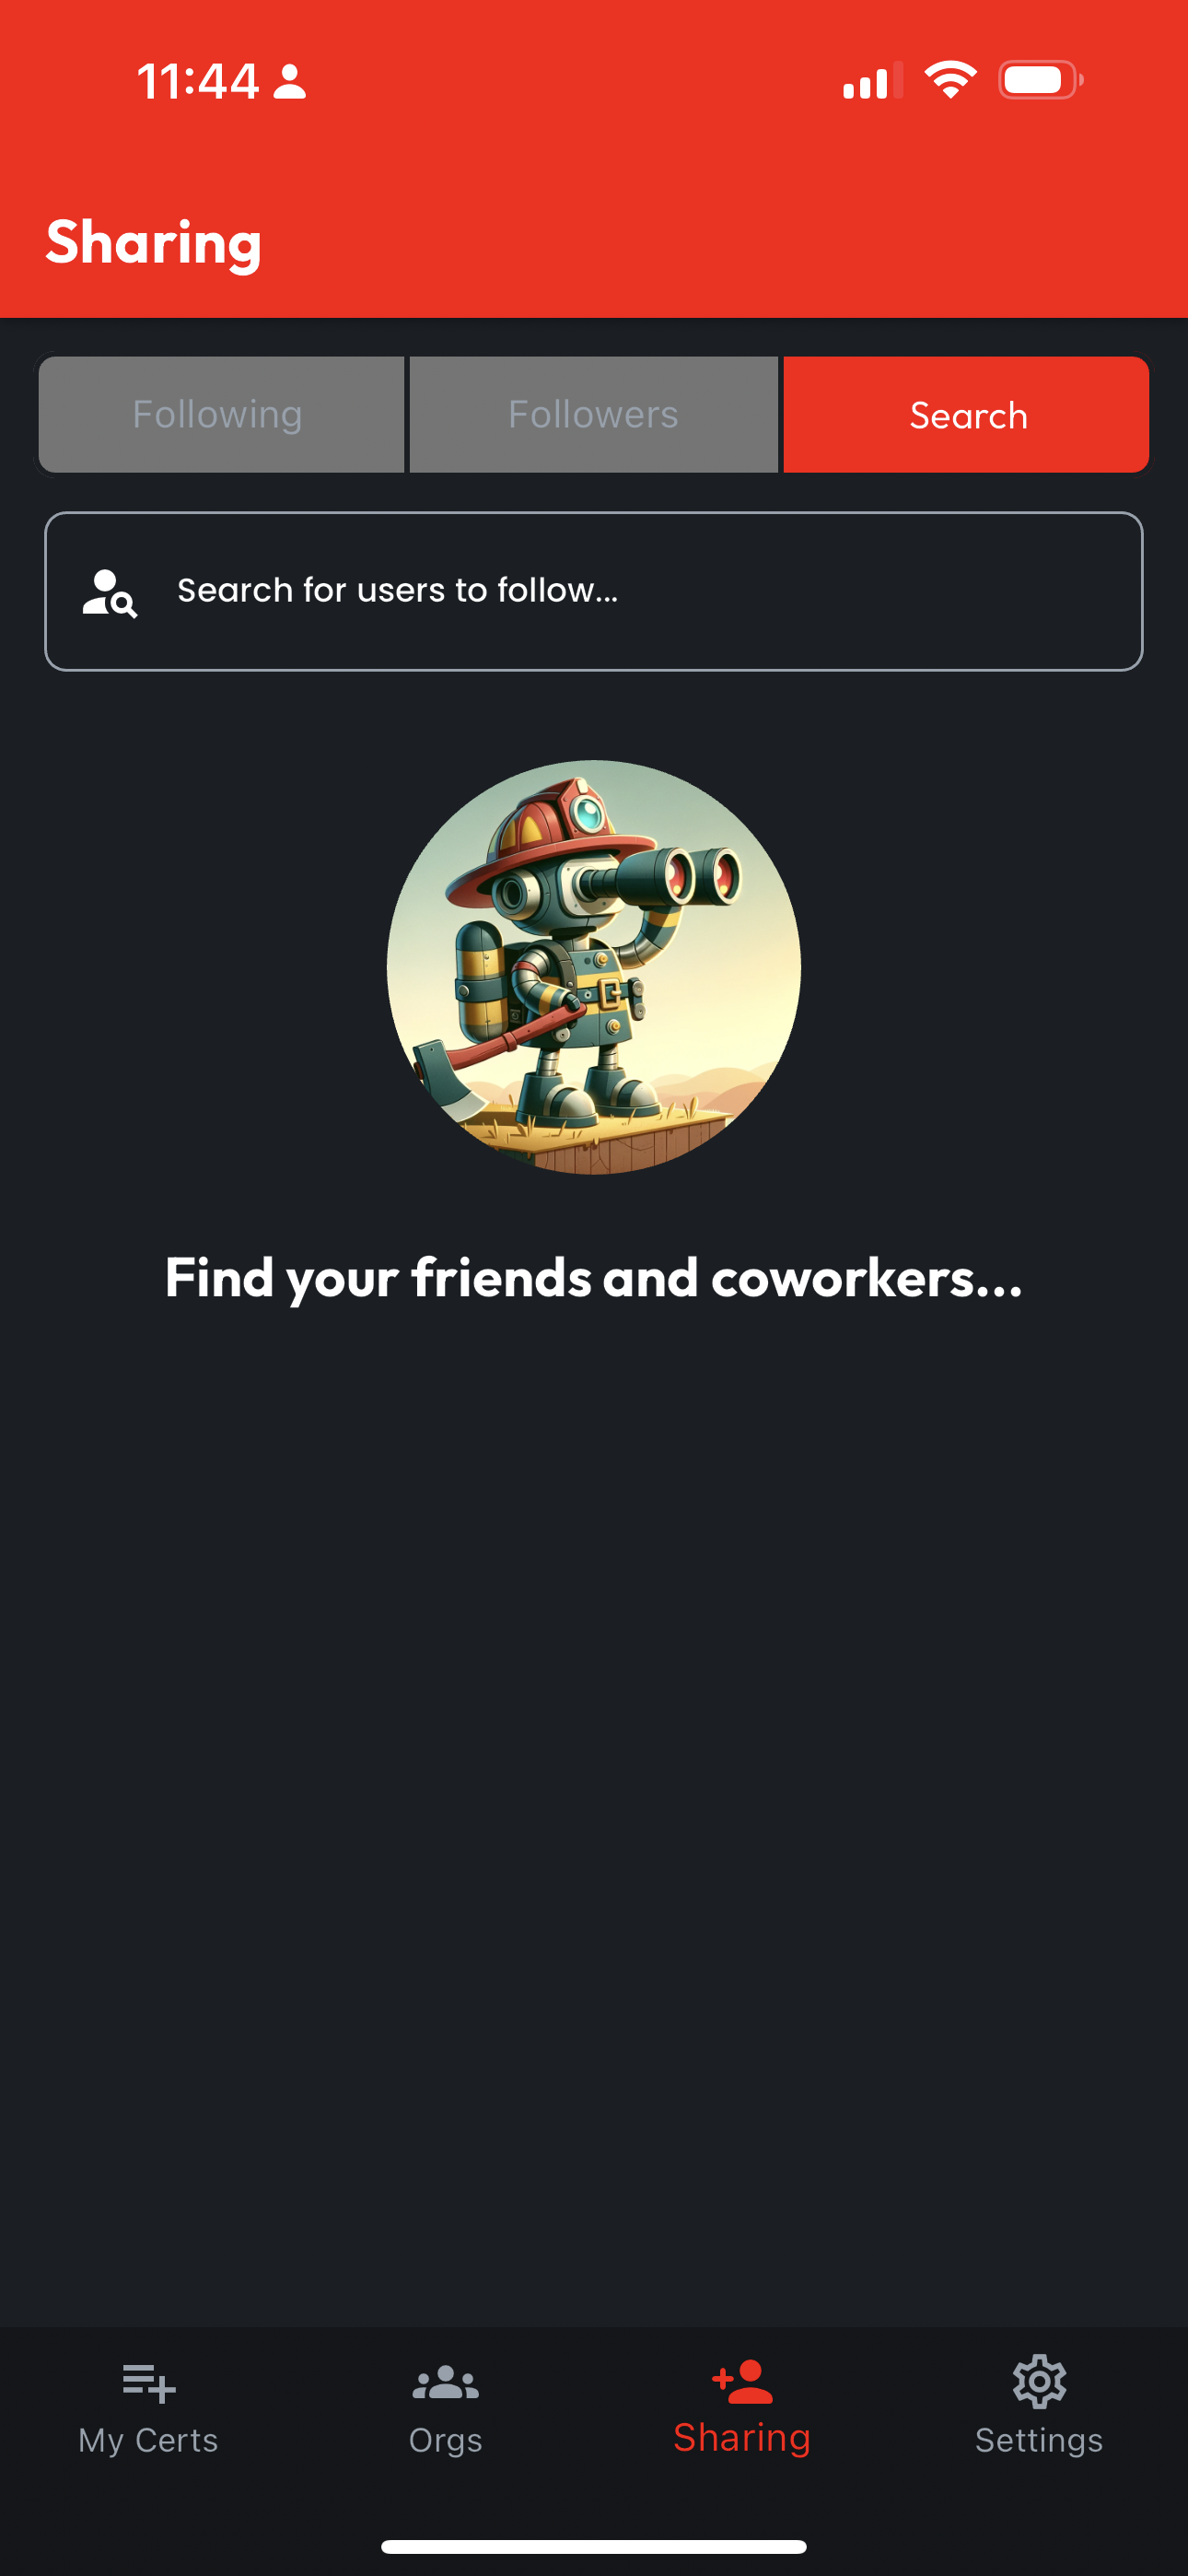 11:44
Sharing
Following Followers Search
Search for users to follow...
Find your friends and coworkers...
My Certs Orgs Sharing Settings